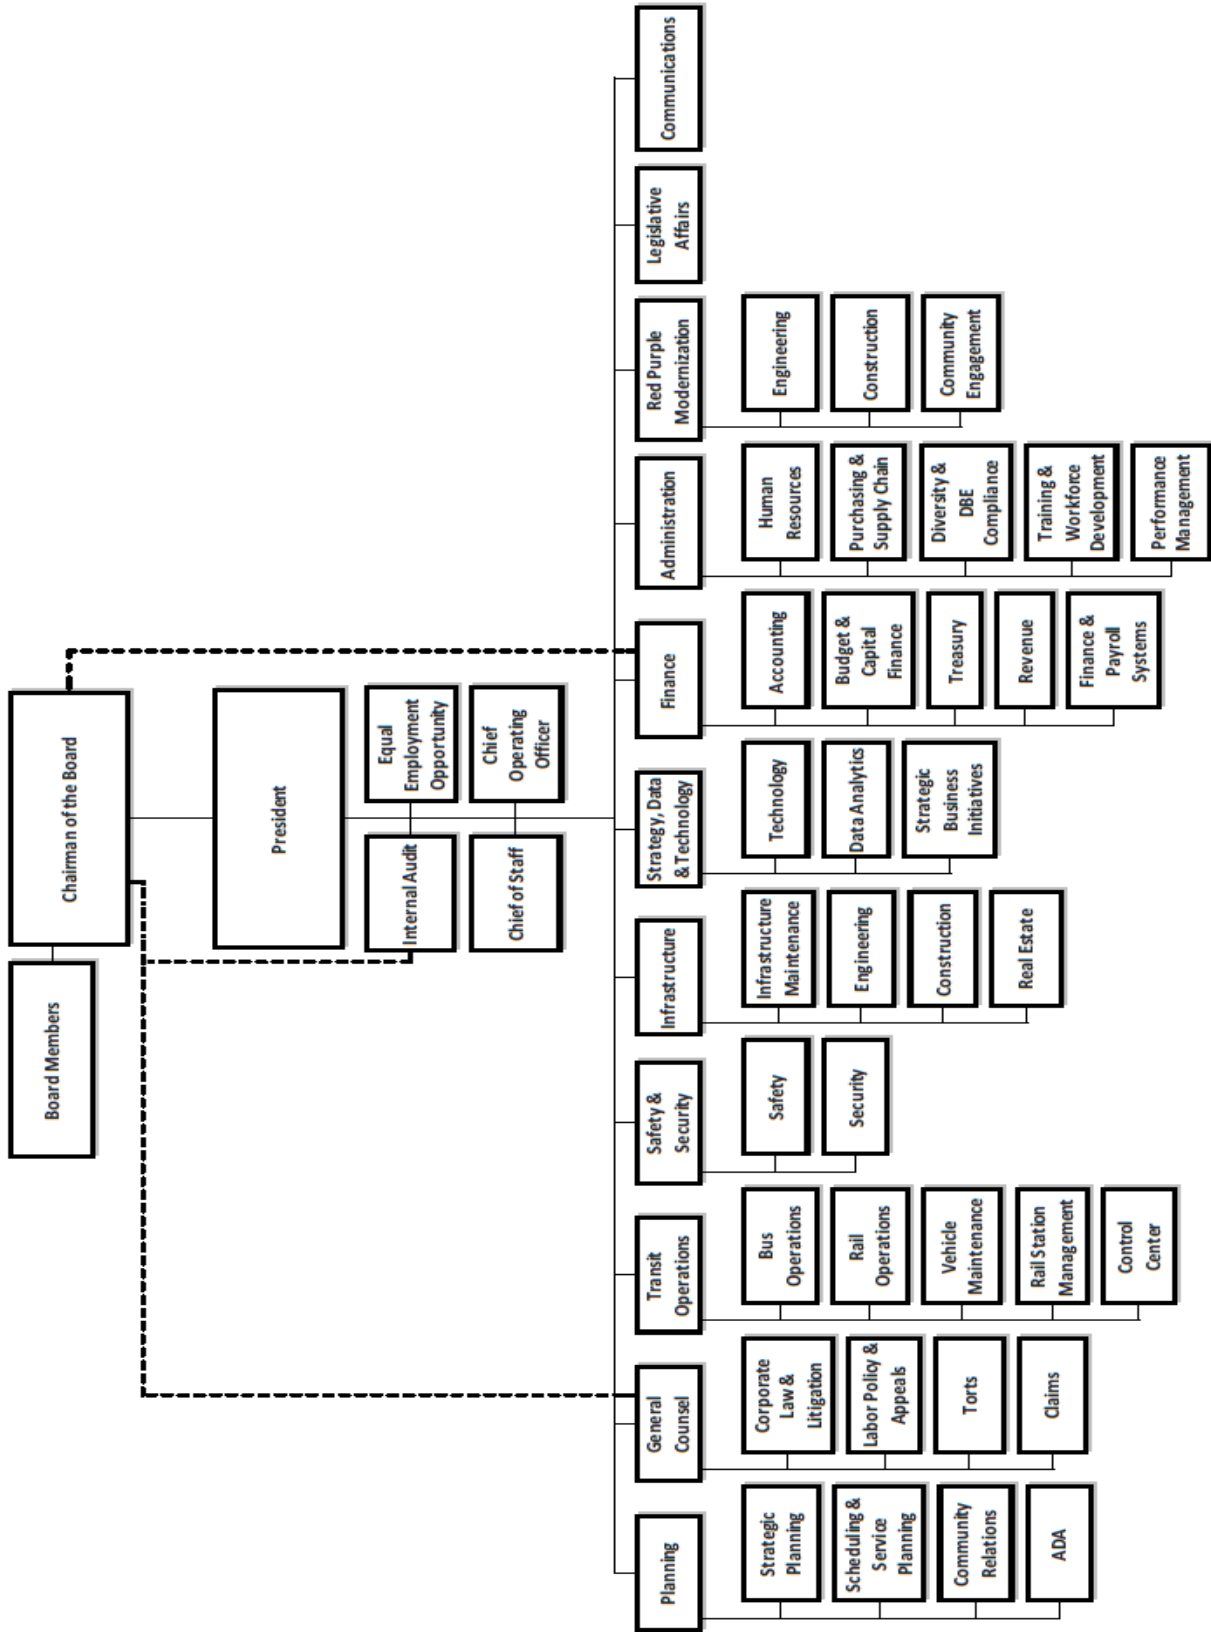 Board Members
Chairman of the Board
President
Internal Audit
Equal
Employment
Opportunity
Chief of Staff
Chief
Operating
Officer
Planning
General
Counsel
Transit
Operations
Safety &
Security
Infrastructure
Strategy, Data
& Technology
Finance
Administration
Red Purple
Modernization
Legislative
Affairs
Communications
Strategic
Planning
Scheduling &
Service
Planning
Community
Relations
ADA
Corporate
Law &
Litigation
Labor Policy &
Appeals
Torts
Claims
Bus
Operations
Rail
Operations
Vehicle
Maintenance
Rail Station
Management
Control
Center
Safety
Security
Infrastructure
Maintenance
Engineering
Construction
Real Estate
Technology
Data Analytics
Strategic
Business
Initiatives
Accounting
Budget &
Capital
Finance
Treasury
Revenue
Finance &
Payroll
Systems
Human
Resources
Purchasing &
Supply Chain
Diversity &
DBE
Compliance
Training &
Workforce
Development
Performance
Management
Engineering
Construction
Community
Engagement